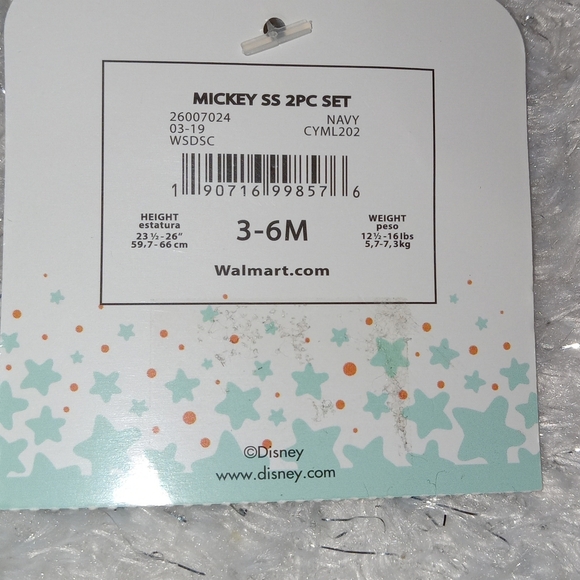 MICKEY SS 2PC SET
26007024 NAVY
03-19 CYML202
WSDSC
1 90716 99857 6
HEIGHT
estatura
23 ½-26"
59,7-66 cm
3-6M
WEIGHT
peso
12½-16 lbs
5,7-7,3kg
Walmart.com
©Disney
www.disney.com